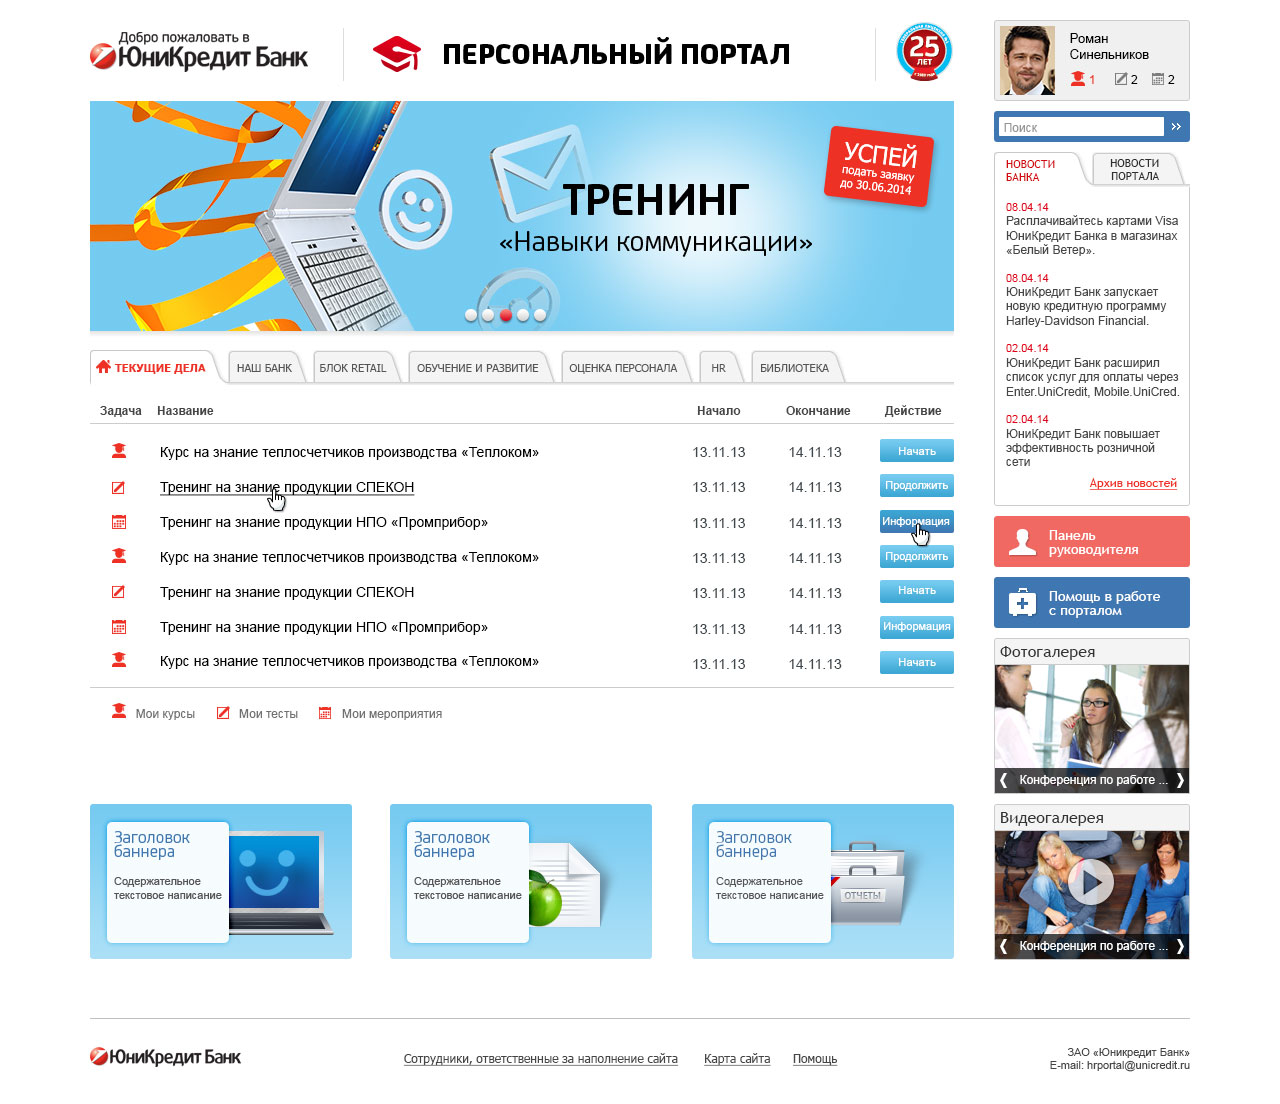 Добро пожаловать в
ЮниКредит Банк
ПЕРСОНАЛЬНЫЙ ПОРТАЛ
25
ЛЕТ
Роман
Синельников
1 2 2
Поиск
ТРЕНИНГ
«Навыки коммуникации»
УСПЕЙ
подать заявку
до 30.06.2014
НОВОСТИ
БАНКА
НОВОСТИ
ПОРТАЛА
08.04.14
Расплачивайтесь картами Visa
ЮниКредит Банка в магазинах
«Белый Ветер».
08.04.14
ЮниКредит Банк запускает
новую кредитную программу
Harley-Davidson Financial.
02.04.14
ЮниКредит Банк расширил
список услуг для оплаты через
Enter.UniCredit, Mobile.UniCred.
02.04.14
ЮниКредит Банк повышает
эффективность розничной
сети
Архив новостей
ТЕКУЩИЕ ДЕЛА НАШ БАНК БЛОК RETAIL ОБУЧЕНИЕ И РАЗВИТИЕ ОЦЕНКА ПЕРСОНАЛА HR БИБЛИОТЕКА
Задача Название Начало Окончание Действие
Курс на знание теплосчетчиков производства «Теплоком» 13.11.13 14.11.13 Начать
Тренинг на знание продукции СПЕКОН 13.11.13 14.11.13 Продолжить
Тренинг на знание продукции НПО «Промприбор» 13.11.13 14.11.13 Информация
Курс на знание теплосчетчиков производства «Теплоком» 13.11.13 14.11.13 Продолжить
Тренинг на знание продукции СПЕКОН 13.11.13 14.11.13 Начать
Тренинг на знание продукции НПО «Промприбор» 13.11.13 14.11.13 Информация
Курс на знание теплосчетчиков производства «Теплоком» 13.11.13 14.11.13 Начать
Мои курсы Мои тесты Мои мероприятия
Панель
руководителя
Помощь в работе
с порталом
Фотогалерея
Конференция по работе ...
Видеогалерея
Конференция по работе ...
Заголовок
баннера
Содержательное
текстовое написание
Заголовок
баннера
Содержательное
текстовое написание
Заголовок
баннера
Содержательное
текстовое написание
ОТЧЕТЫ
ЮниКредит Банк
Сотрудники, ответственные за наполнение сайта Карта сайта Помощь
ЗАО «Юникредит Банк»
E-mail: hrportal@unicredit.ru